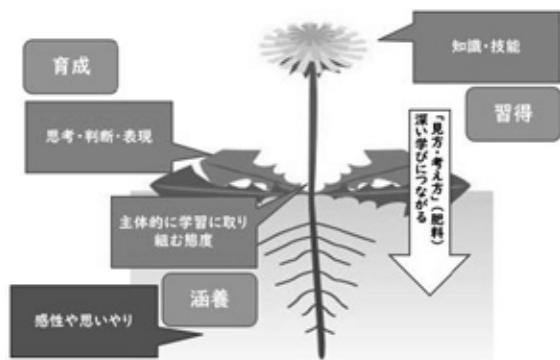 知識・技能
育成
習得
思考・判断・表現
「見方・考え方」(肥料)
深い学びにつながる
主体的に学習に取り
組む態度
涵養
感性や思いやり